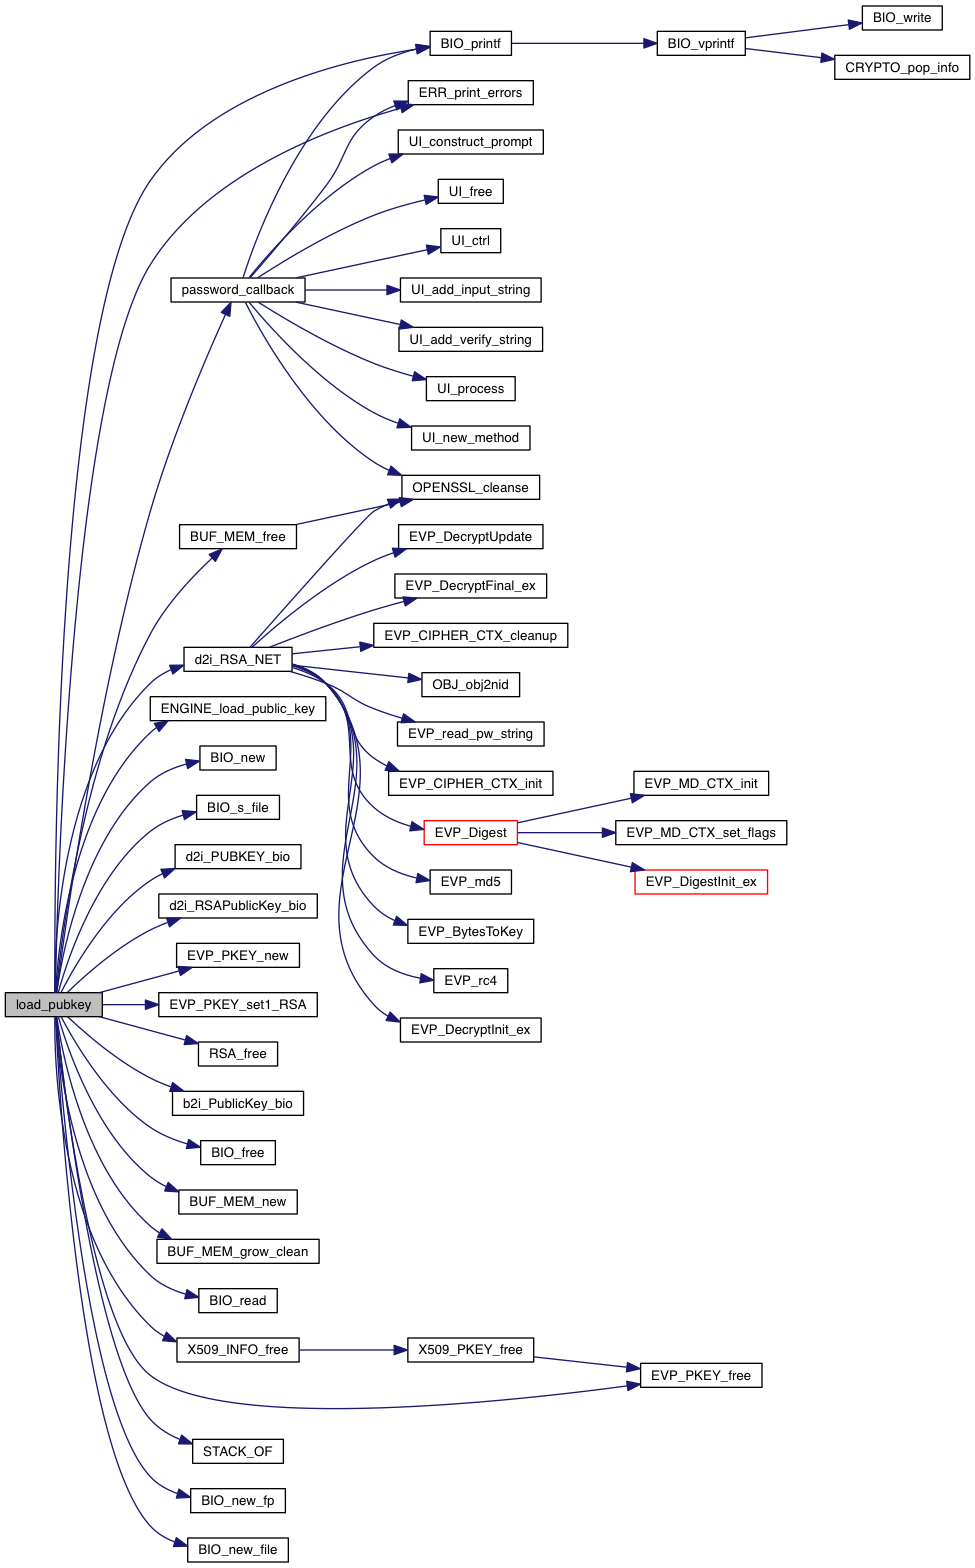 BIO_write
BIO_printf
BIO_vprintf
CRYPTO_pop_info
ERR_print_errors
UI_construct_prompt
UI_free
UI_ctrl
password_callback
UI_add_input_string
UI_add_verify_string
UI_process
UI_new_method
OPENSSL_cleanse
BUF_MEM_free
EVP_DecryptUpdate
EVP_DecryptFinal_ex
EVP_CIPHER_CTX_cleanup
d2i_RSA_NET
OBJ_obj2nid
ENGINE_load_public_key
EVP_read_pw_string
BIO_new
EVP_CIPHER_CTX_init
EVP_MD_CTX_init
BIO_s_file
EVP_Digest
EVP_MD_CTX_set_flags
d2i_PUBKEY_bio
EVP_md5
EVP_DigestInit_ex
d2i_RSAPublicKey_bio
EVP_BytesToKey
EVP_PKEY_new
EVP_rc4
load_pubkey
EVP_PKEY_set1_RSA
EVP_DecryptInit_ex
RSA_free
b2i_PublicKey_bio
BIO_free
BUF_MEM_new
BUF_MEM_grow_clean
BIO_read
X509_INFO_free
X509_PKEY_free
EVP_PKEY_free
STACK_OF
BIO_new_fp
BIO_new_file